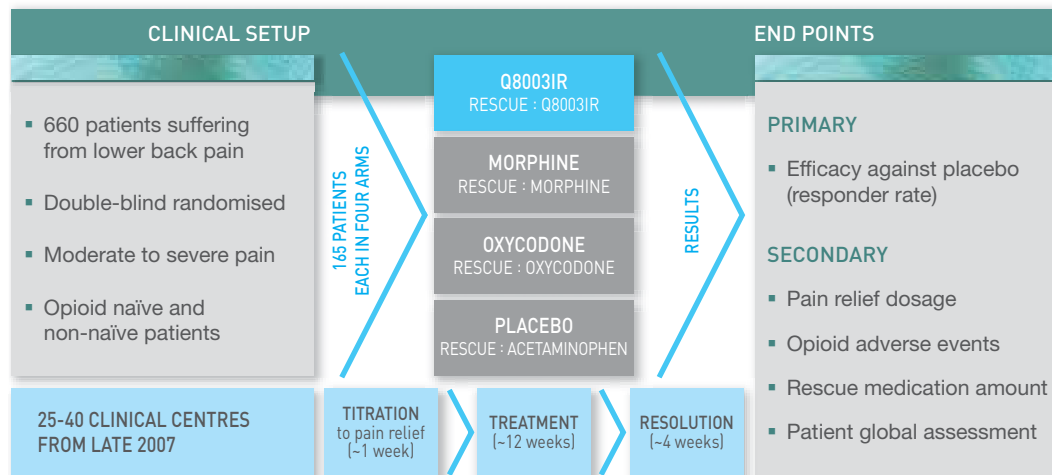 CLINICAL SETUP
▪ 660 patients suffering
from lower back pain
▪ Double-blind randomised
▪ Moderate to severe pain
▪ Opioid naïve and
non-naïve patients
165 PATIENTS
EACH IN FOUR ARMS
Q8003IR
RESCUE : Q8003IR
MORPHINE
RESCUE : MORPHINE
OXYCODONE
RESCUE : OXYCODONE
PLACEBO
RESCUE : ACETAMINOPHEN
RESULTS
END POINTS
PRIMARY
▪ Efficacy against placebo
(responder rate)
SECONDARY
▪ Pain relief dosage
▪ Opioid adverse events
▪ Rescue medication amount
▪ Patient global assessment
25-40 CLINICAL CENTRES
FROM LATE 2007
TITRATION
to pain relief
(~1 week)
TREATMENT
(~12 weeks)
RESOLUTION
(~4 weeks)